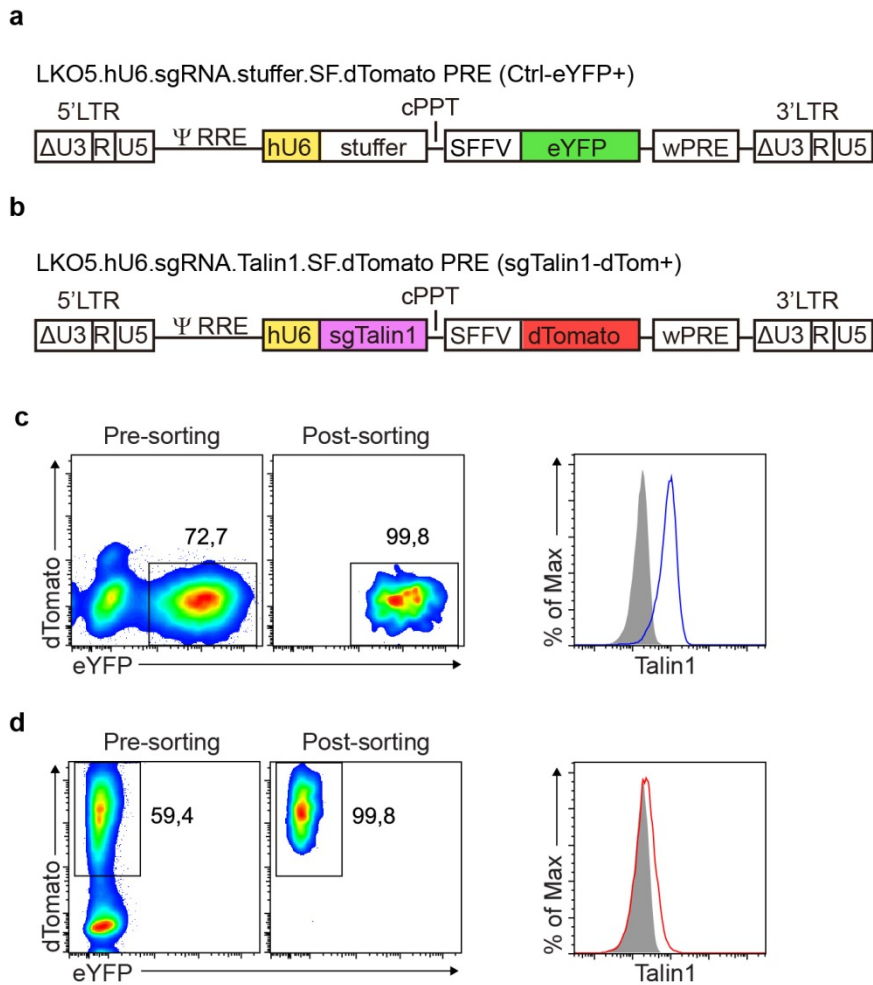 a
LKO5.hU6.sgRNA.stuffer.SF.dTomato PRE (Ctrl-eYFP+)
5'LTR cPPT 3'LTR
Ψ RRE
ΔU3 R U5 hU6 stuffer SFFV eYFP wPRE ΔU3 R U5
b
LKO5.hU6.sgRNA.Talin1.SF.dTomato PRE (sgTalin1-dTom+)
5'LTR cPPT 3'LTR
Ψ RRE
ΔU3 R U5 hU6 sgTalin1 SFFV dTomato wPRE ΔU3 R U5
c
Pre-sorting Post-sorting
72,7 99,8
dTomato
eYFP
% of Max
Talin1
d
Pre-sorting Post-sorting
59,4 99,8
dTomato
eYFP
% of Max
Talin1